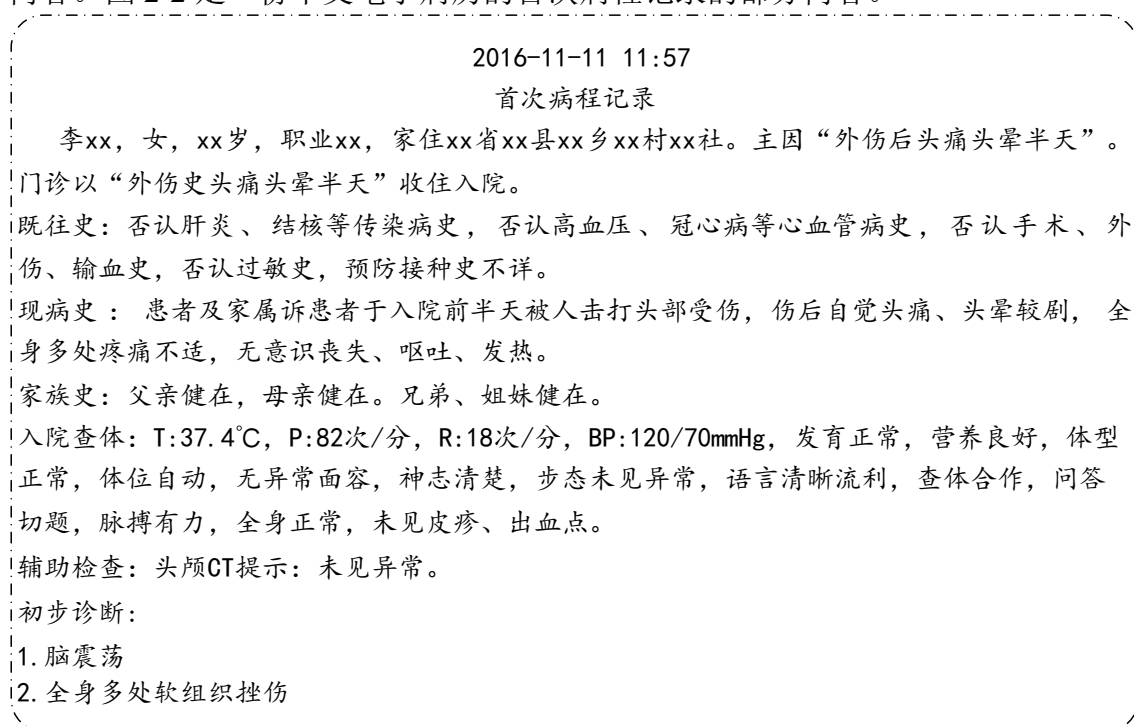 2016-11-11 11:57
首次病程记录
李xx，女，xx岁，职业xx，家住xx省xx县xx乡xx村xx社。主因“外伤后头痛头晕半天”。
门诊以“外伤史头痛头晕半天”收住入院。
既往史：否认肝炎、结核等传染病史，否认高血压、冠心病等心血管病史，否认手术、外
伤、输血史，否认过敏史，预防接种史不详。
现病史：患者及家属诉患者于入院前半天被人击打头部受伤，伤后自觉头痛、头晕较剧，全
身多处疼痛不适，无意识丧失、呕吐、发热。
家族史：父亲健在，母亲健在。兄弟、姐妹健在。
入院查体：T:37.4℃，P:82次/分，R:18次/分，BP:120/70mmHg，发育正常，营养良好，体型
正常，体位自动，无异常面容，神志清楚，步态未见异常，语言清晰流利，查体合作，问答
切题，脉搏有力，全身正常，未见皮疹、出血点。
辅助检查：头颅CT提示：未见异常。
初步诊断：
1.脑震荡
2.全身多处软组织挫伤